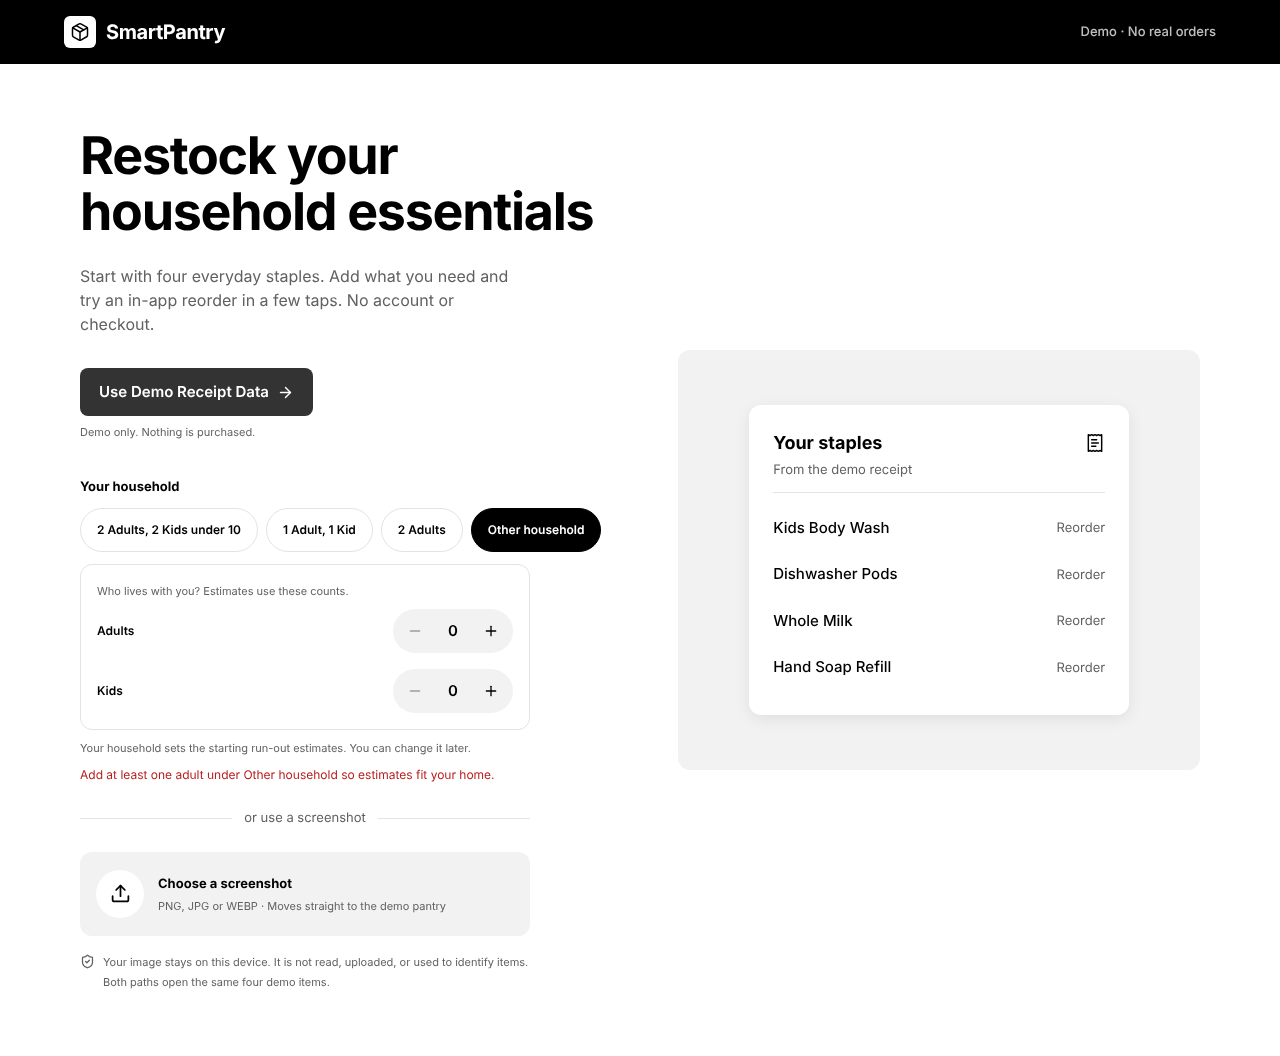 SmartPantry
Demo · No real orders
Restock your
household essentials
Start with four everyday staples. Add what you need and
try an in-app reorder in a few taps. No account or
checkout.
Use Demo Receipt Data
Demo only. Nothing is purchased.
Your household
2 Adults, 2 Kids under 10
1 Adult, 1 Kid
2 Adults
Other household
Who lives with you? Estimates use these counts.
Adults
0
Kids
0
Your household sets the starting run-out estimates. You can change it later.
Add at least one adult under Other household so estimates fit your home.
or use a screenshot
Choose a screenshot
PNG, JPG or WEBP · Moves straight to the demo pantry
Your image stays on this device. It is not read, uploaded, or used to identify items.
Both paths open the same four demo items.
Your staples
From the demo receipt
Kids Body Wash
Reorder
Dishwasher Pods
Reorder
Whole Milk
Reorder
Hand Soap Refill
Reorder